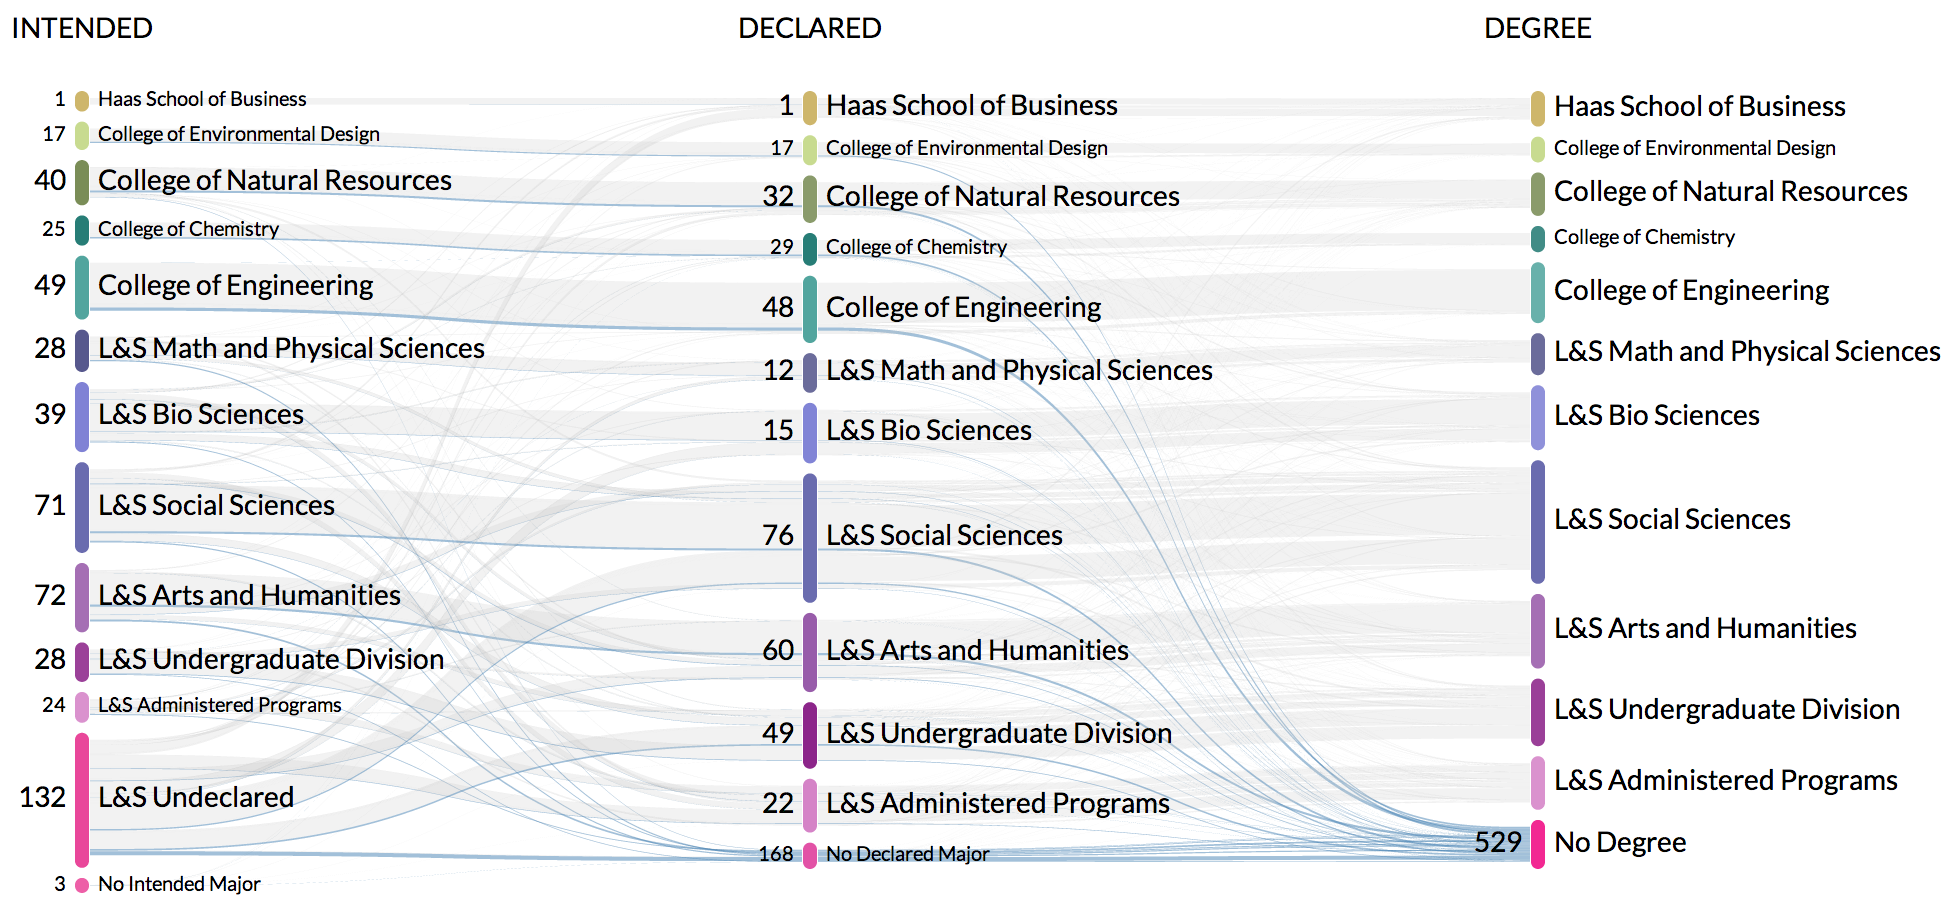 INTENDED
1 Haas School of Business
17 College of Environmental Design
40 College of Natural Resources
25 College of Chemistry
49 College of Engineering
28 L&S Math and Physical Sciences
39 L&S Bio Sciences
71 L&S Social Sciences
72 L&S Arts and Humanities
28 L&S Undergraduate Division
24 L&S Administered Programs
132 L&S Undeclared
3 No Intended Major
DECLARED
1 Haas School of Business
17 College of Environmental Design
32 College of Natural Resources
29 College of Chemistry
48 College of Engineering
12 L&S Math and Physical Sciences
15 L&S Bio Sciences
76 L&S Social Sciences
60 L&S Arts and Humanities
49 L&S Undergraduate Division
22 L&S Administered Programs
168 No Declared Major
DEGREE
Haas School of Business
College of Environmental Design
College of Natural Resources
College of Chemistry
College of Engineering
L&S Math and Physical Sciences
L&S Bio Sciences
L&S Social Sciences
L&S Arts and Humanities
L&S Undergraduate Division
L&S Administered Programs
529 No Degree